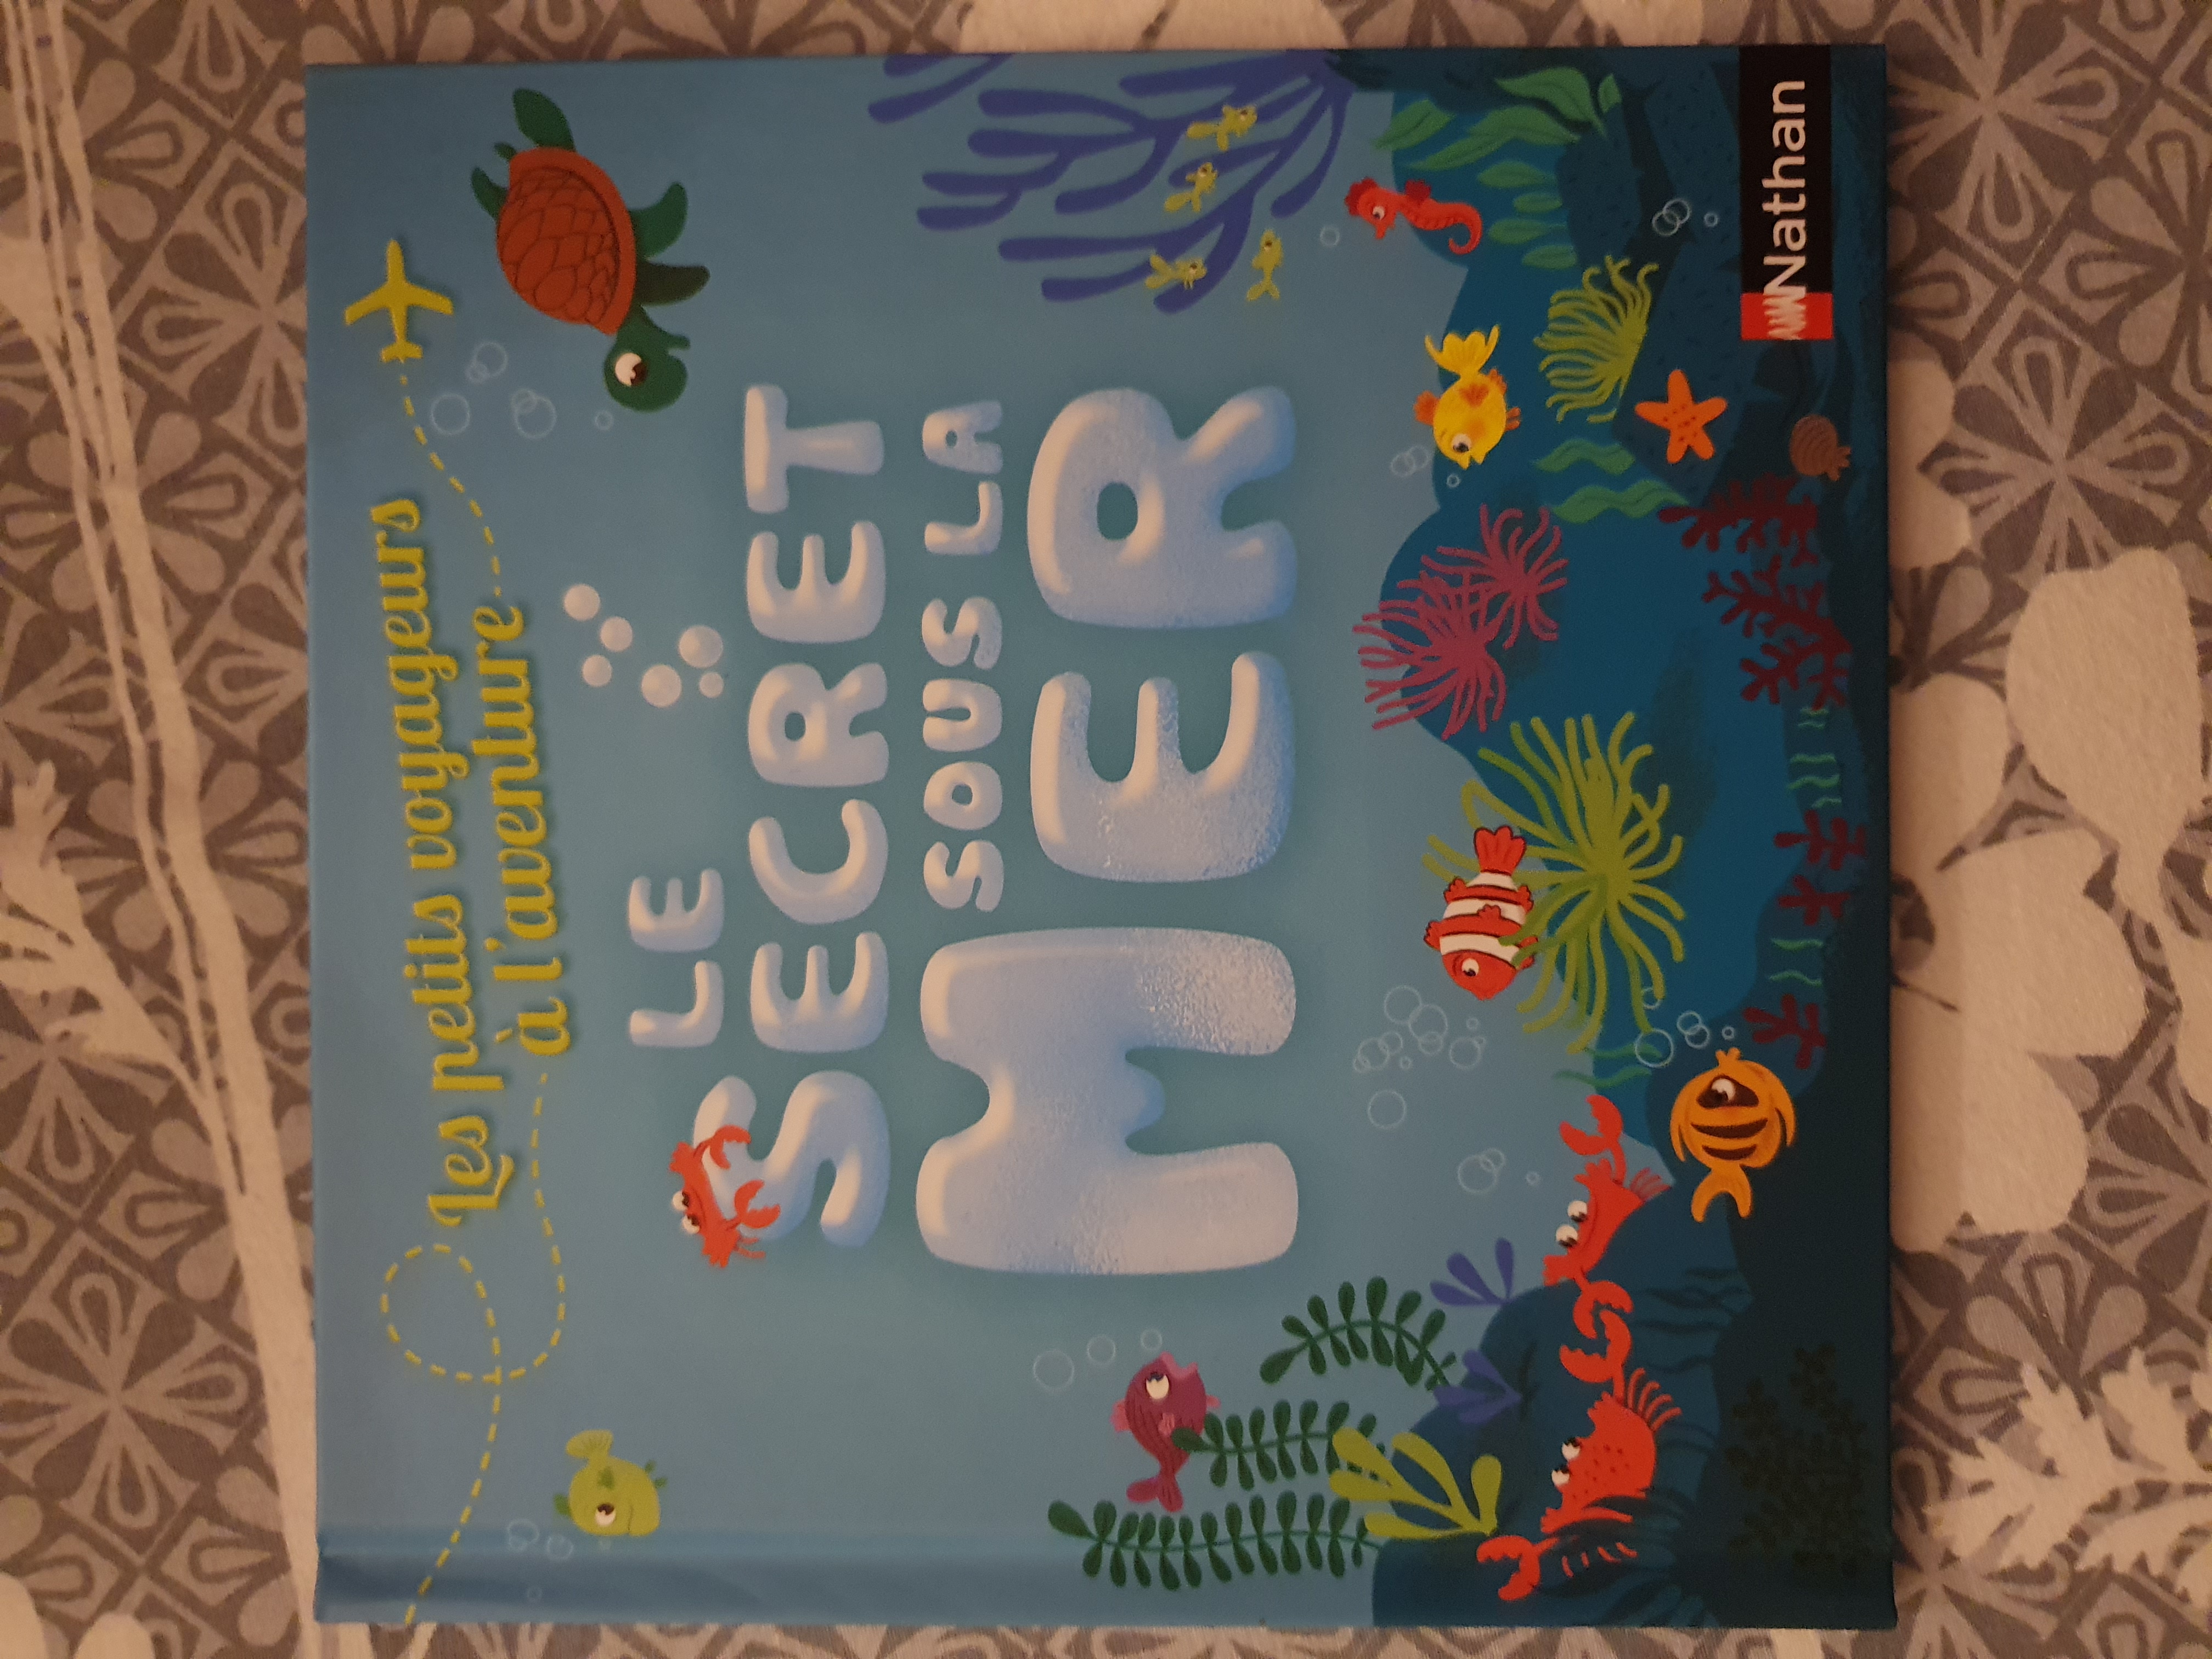 Les petits voyageurs
à l'aventure
LE
SECRET
SOUS LA
MER
Nathan